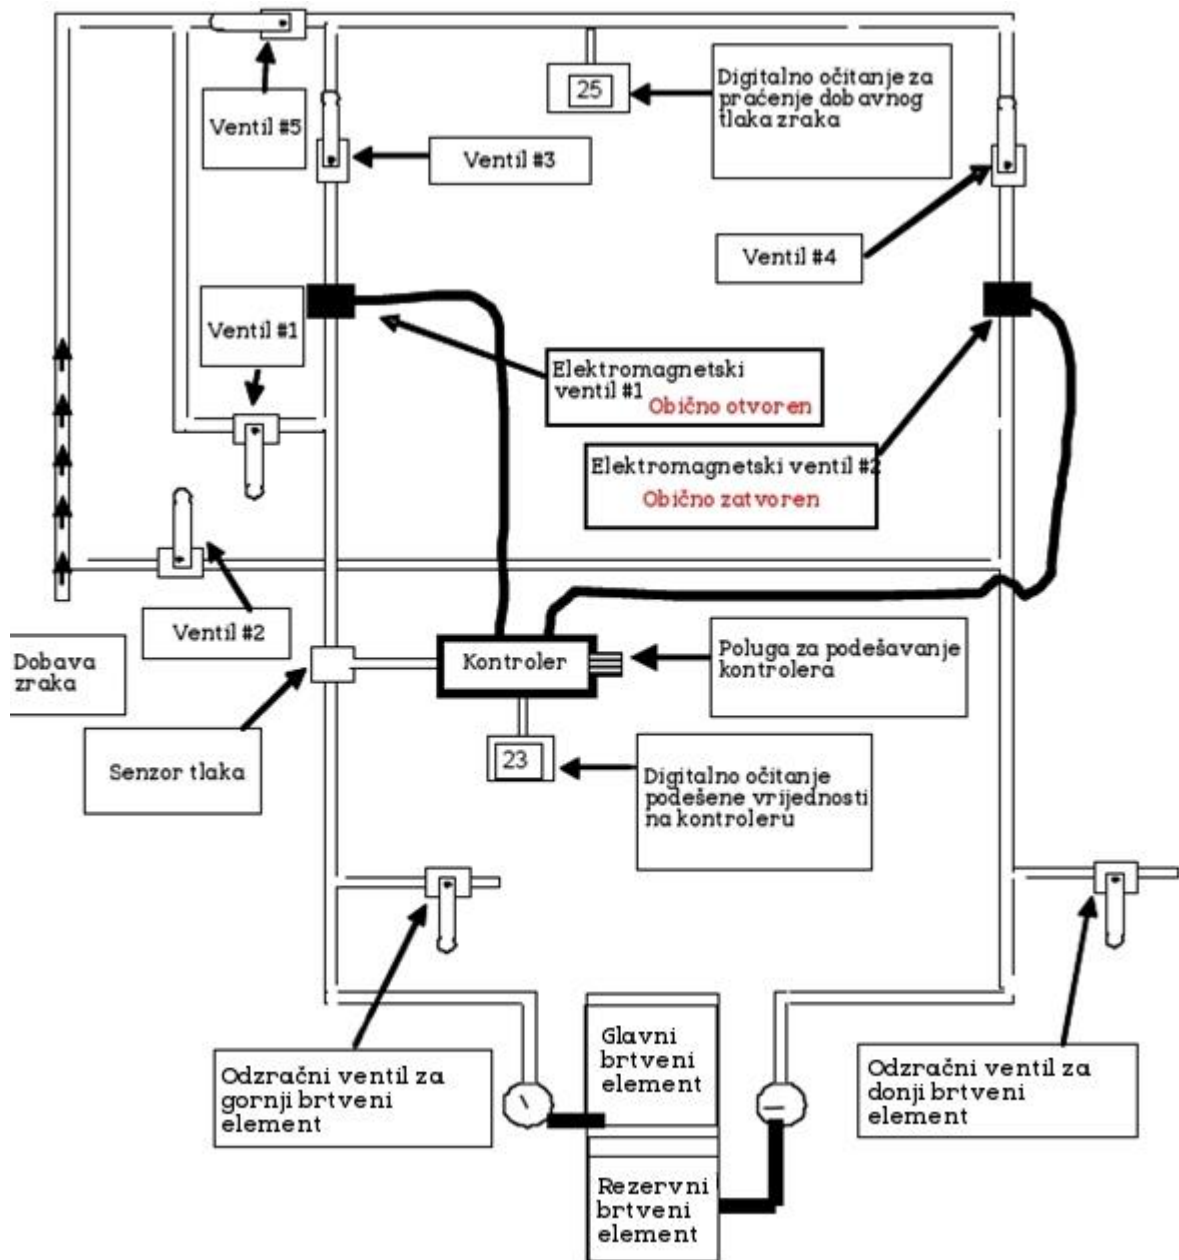 Ventil #5
25
Digitalno očitanje za
praćenje dobavnog
tlaka zraka
Ventil #3
Ventil #4
Ventil #1
Elektromagnetski
ventil #1
Obično otvoren
Elektromagnetski ventil #2
Obično zatvoren
Ventil #2
Dobava
zraka
Kontroler
Poluga za podešavanje
kontrolera
Senzor tlaka
23
Digitalno očitanje
podešene vrijednosti
na kontroleru
Odzračni ventil za
gornji brtveni
element
Glavni
brtveni
element
Odzračni ventil za
donji brtveni
element
Rezervni
brtveni
element